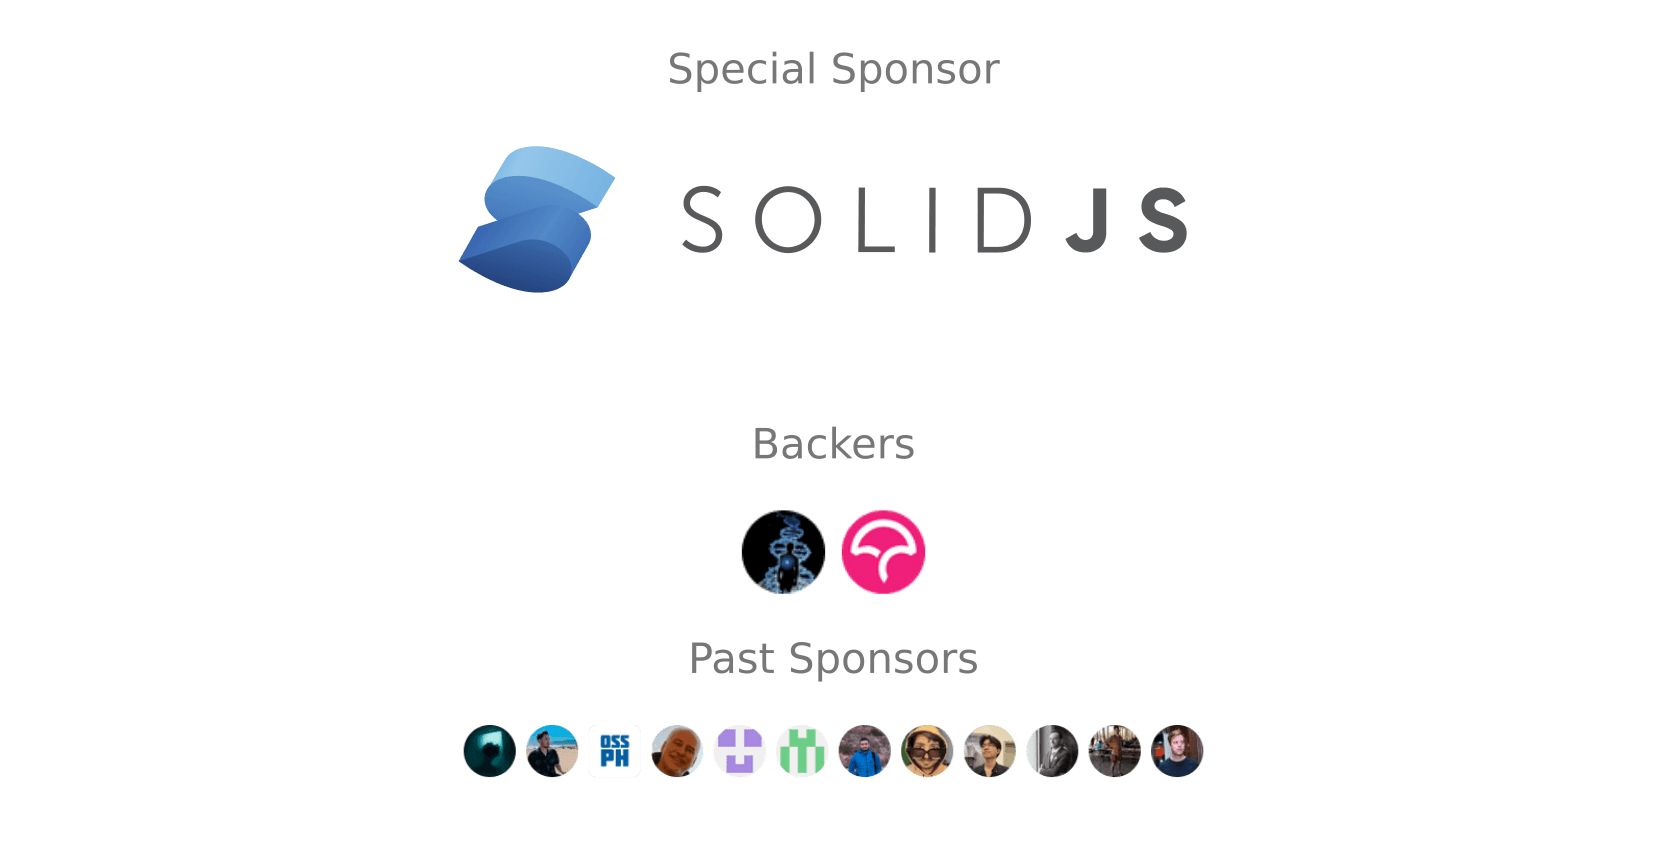 Special Sponsor
SOLIDJS
Backers
Past Sponsors
OSS
PH